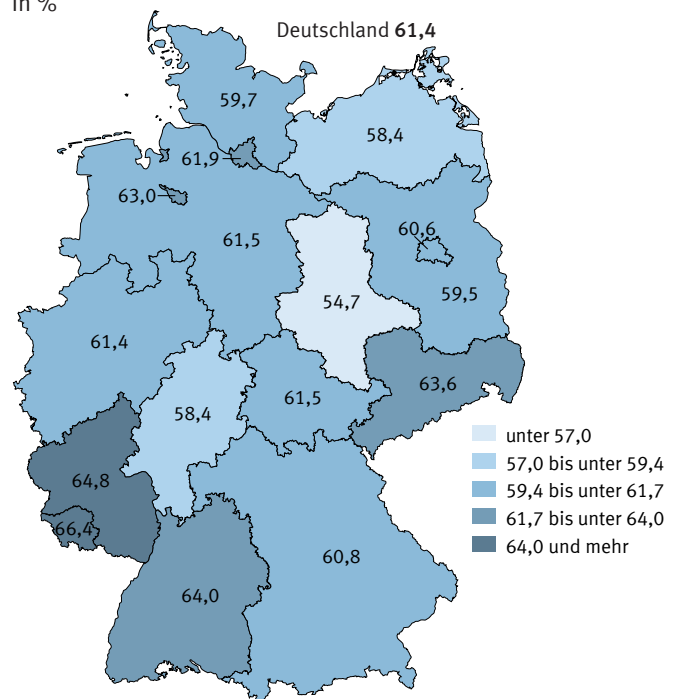 in %
Deutschland 61,4
59,7
58,4
61,9
63,0
60,6
61,5
54,7
59,5
61,4
63,6
58,4
61,5
64,8
66,4
60,8
64,0
unter 57,0
57,0 bis unter 59,4
59,4 bis unter 61,7
61,7 bis unter 64,0
64,0 und mehr